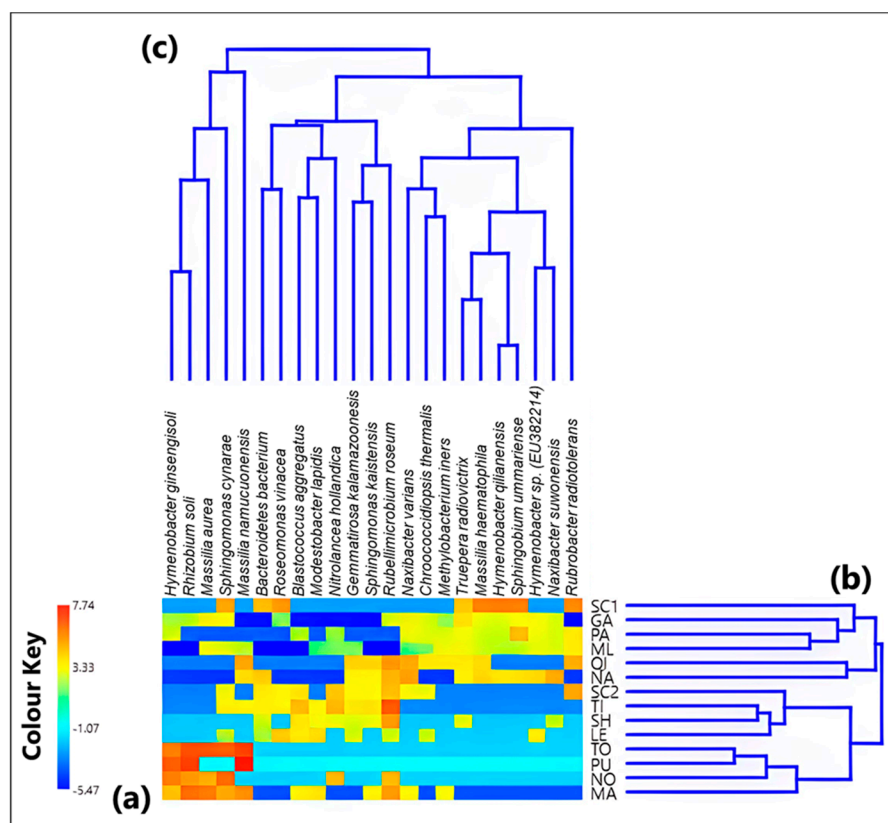 (c)
Hymenobacter ginsengisoli
Rhizobium soli
Massilia aurea
Sphingomonas cynarae
Massilia namucuonensis
Bacteroidetes bacterium
Roseomonas vinacea
Blastococcus aggregatus
Modestobacter lapidis
Nitrolancea hollandica
Gemmatirosa kalamazoonesis
Sphingomonas kaistensis
Rubellimicrobium roseum
Naxibacter varians
Chroococcidiopsis thermalis
Methylobacterium iners
Truepera radiovictrix
Massilia haematophila
Hymenobacter gilianensis
Sphingobium ummariense
Hymenobacter sp. (EU382214)
Naxibacter suwonensis
Rubrobacter radiotolerans
(b)
Colour Key
7.74
3.33
-1.07
-5.47
SC1
GA
PA
ML
QI
NA
SC2
TI
SH
LE
TO
PU
NO
MA
(a)